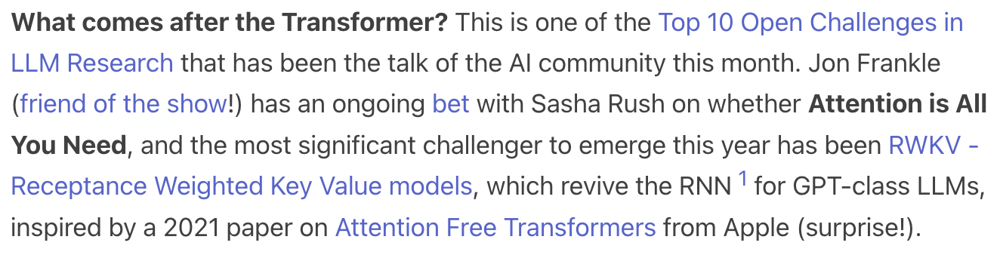 What comes after the Transformer? This is one of the Top 10 Open Challenges in
LLM Research that has been the talk of the AI community this month. Jon Frankle
(friend of the show!) has an ongoing bet with Sasha Rush on whether Attention is All
You Need, and the most significant challenger to emerge this year has been RWKV -
Receptance Weighted Key Value models, which revive the RNN 1 for GPT-class LLMs,
inspired by a 2021 paper on Attention Free Transformers from Apple (surprise!).